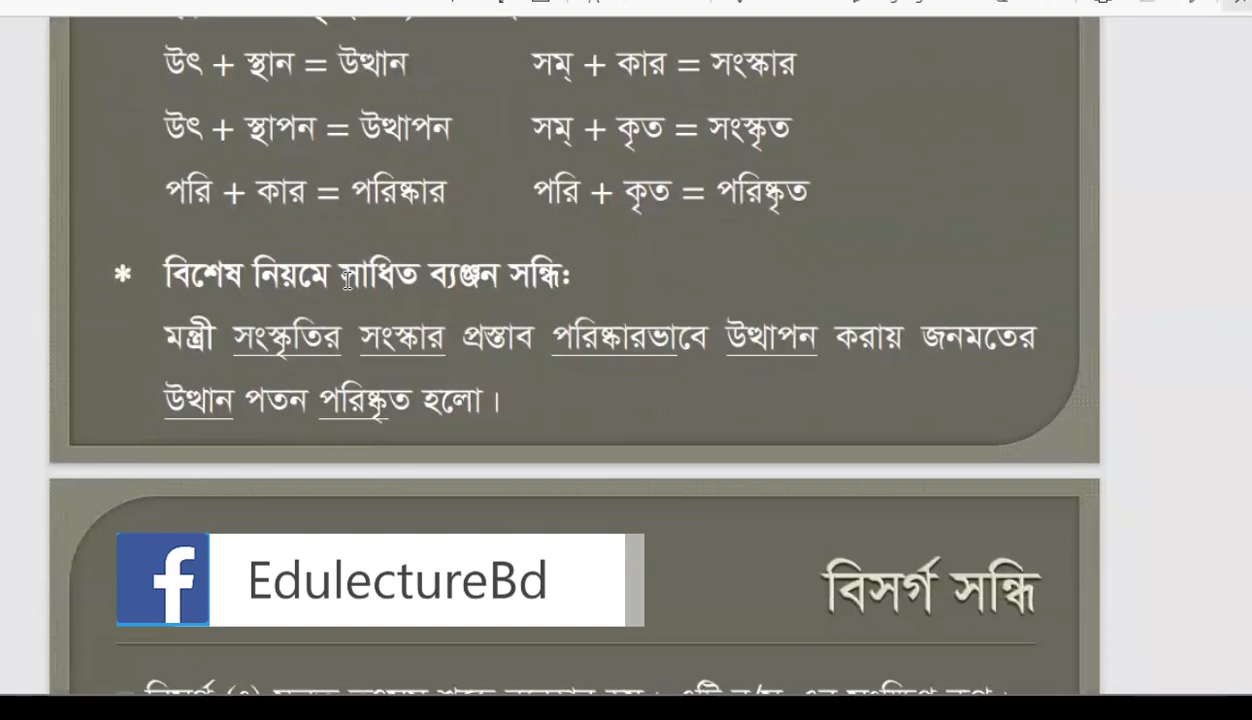 উৎ + স্থান = উত্থান সম্ + কার = সংস্কার
উৎ + স্থাপন = উত্থাপন সম্ + কৃত = সংস্কৃত
পরি + কার = পরিষ্কার পরি + কৃত = পরিষ্কৃত
* বিশেষ নিয়মে সাধিত ব্যঞ্জন সন্ধি:
মন্ত্রী সংস্কৃতির সংস্কার প্রস্তাব পরিষ্কারভাবে উত্থাপন করায় জনমতের
উত্থান পতন পরিষ্কৃত হলো।
f EdulectureBd
বিসর্গ সন্ধি